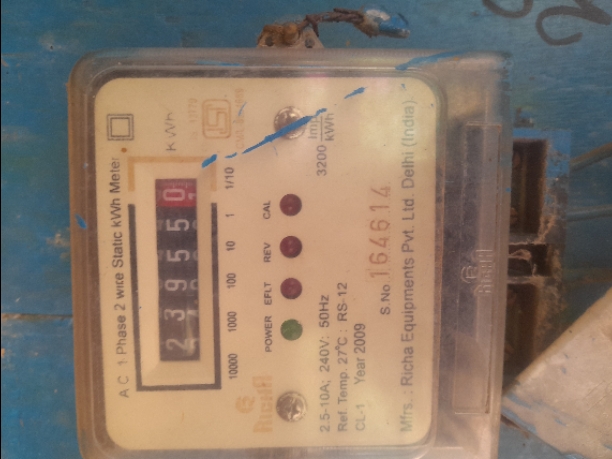 A C 1 Phase 2 wire Static kWh Meter
kWh
2 3 9 5 5 0
10000 1000 100 10 1 1/10
POWER EFLT REV CAL
RICHA
3200 imp/kWh
2.5-10A; 240V; 50Hz
Ref. Temp. 27°C : RS-12
CL-1 Year 2009
S.No 164614
Mfrs. : Richa Equipments Pvt. Ltd. Delhi (India)
RICHA